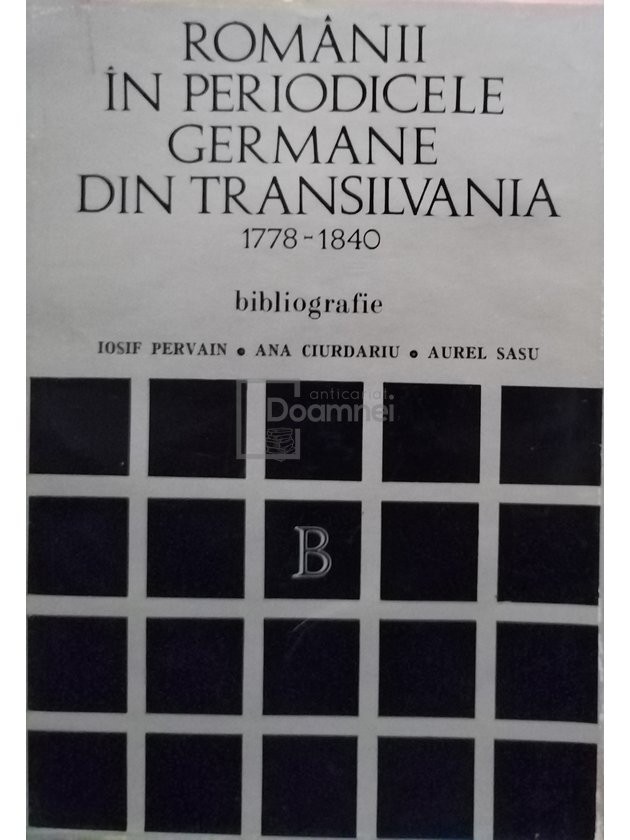 ROMÂNII
ÎN PERIODICELE
GERMANE
DIN TRANSILVANIA
1778-1840
bibliografie
IOSIF PERVAIN • ANA CIURDARIU • AUREL SASU
anticariat
Doamnei
B